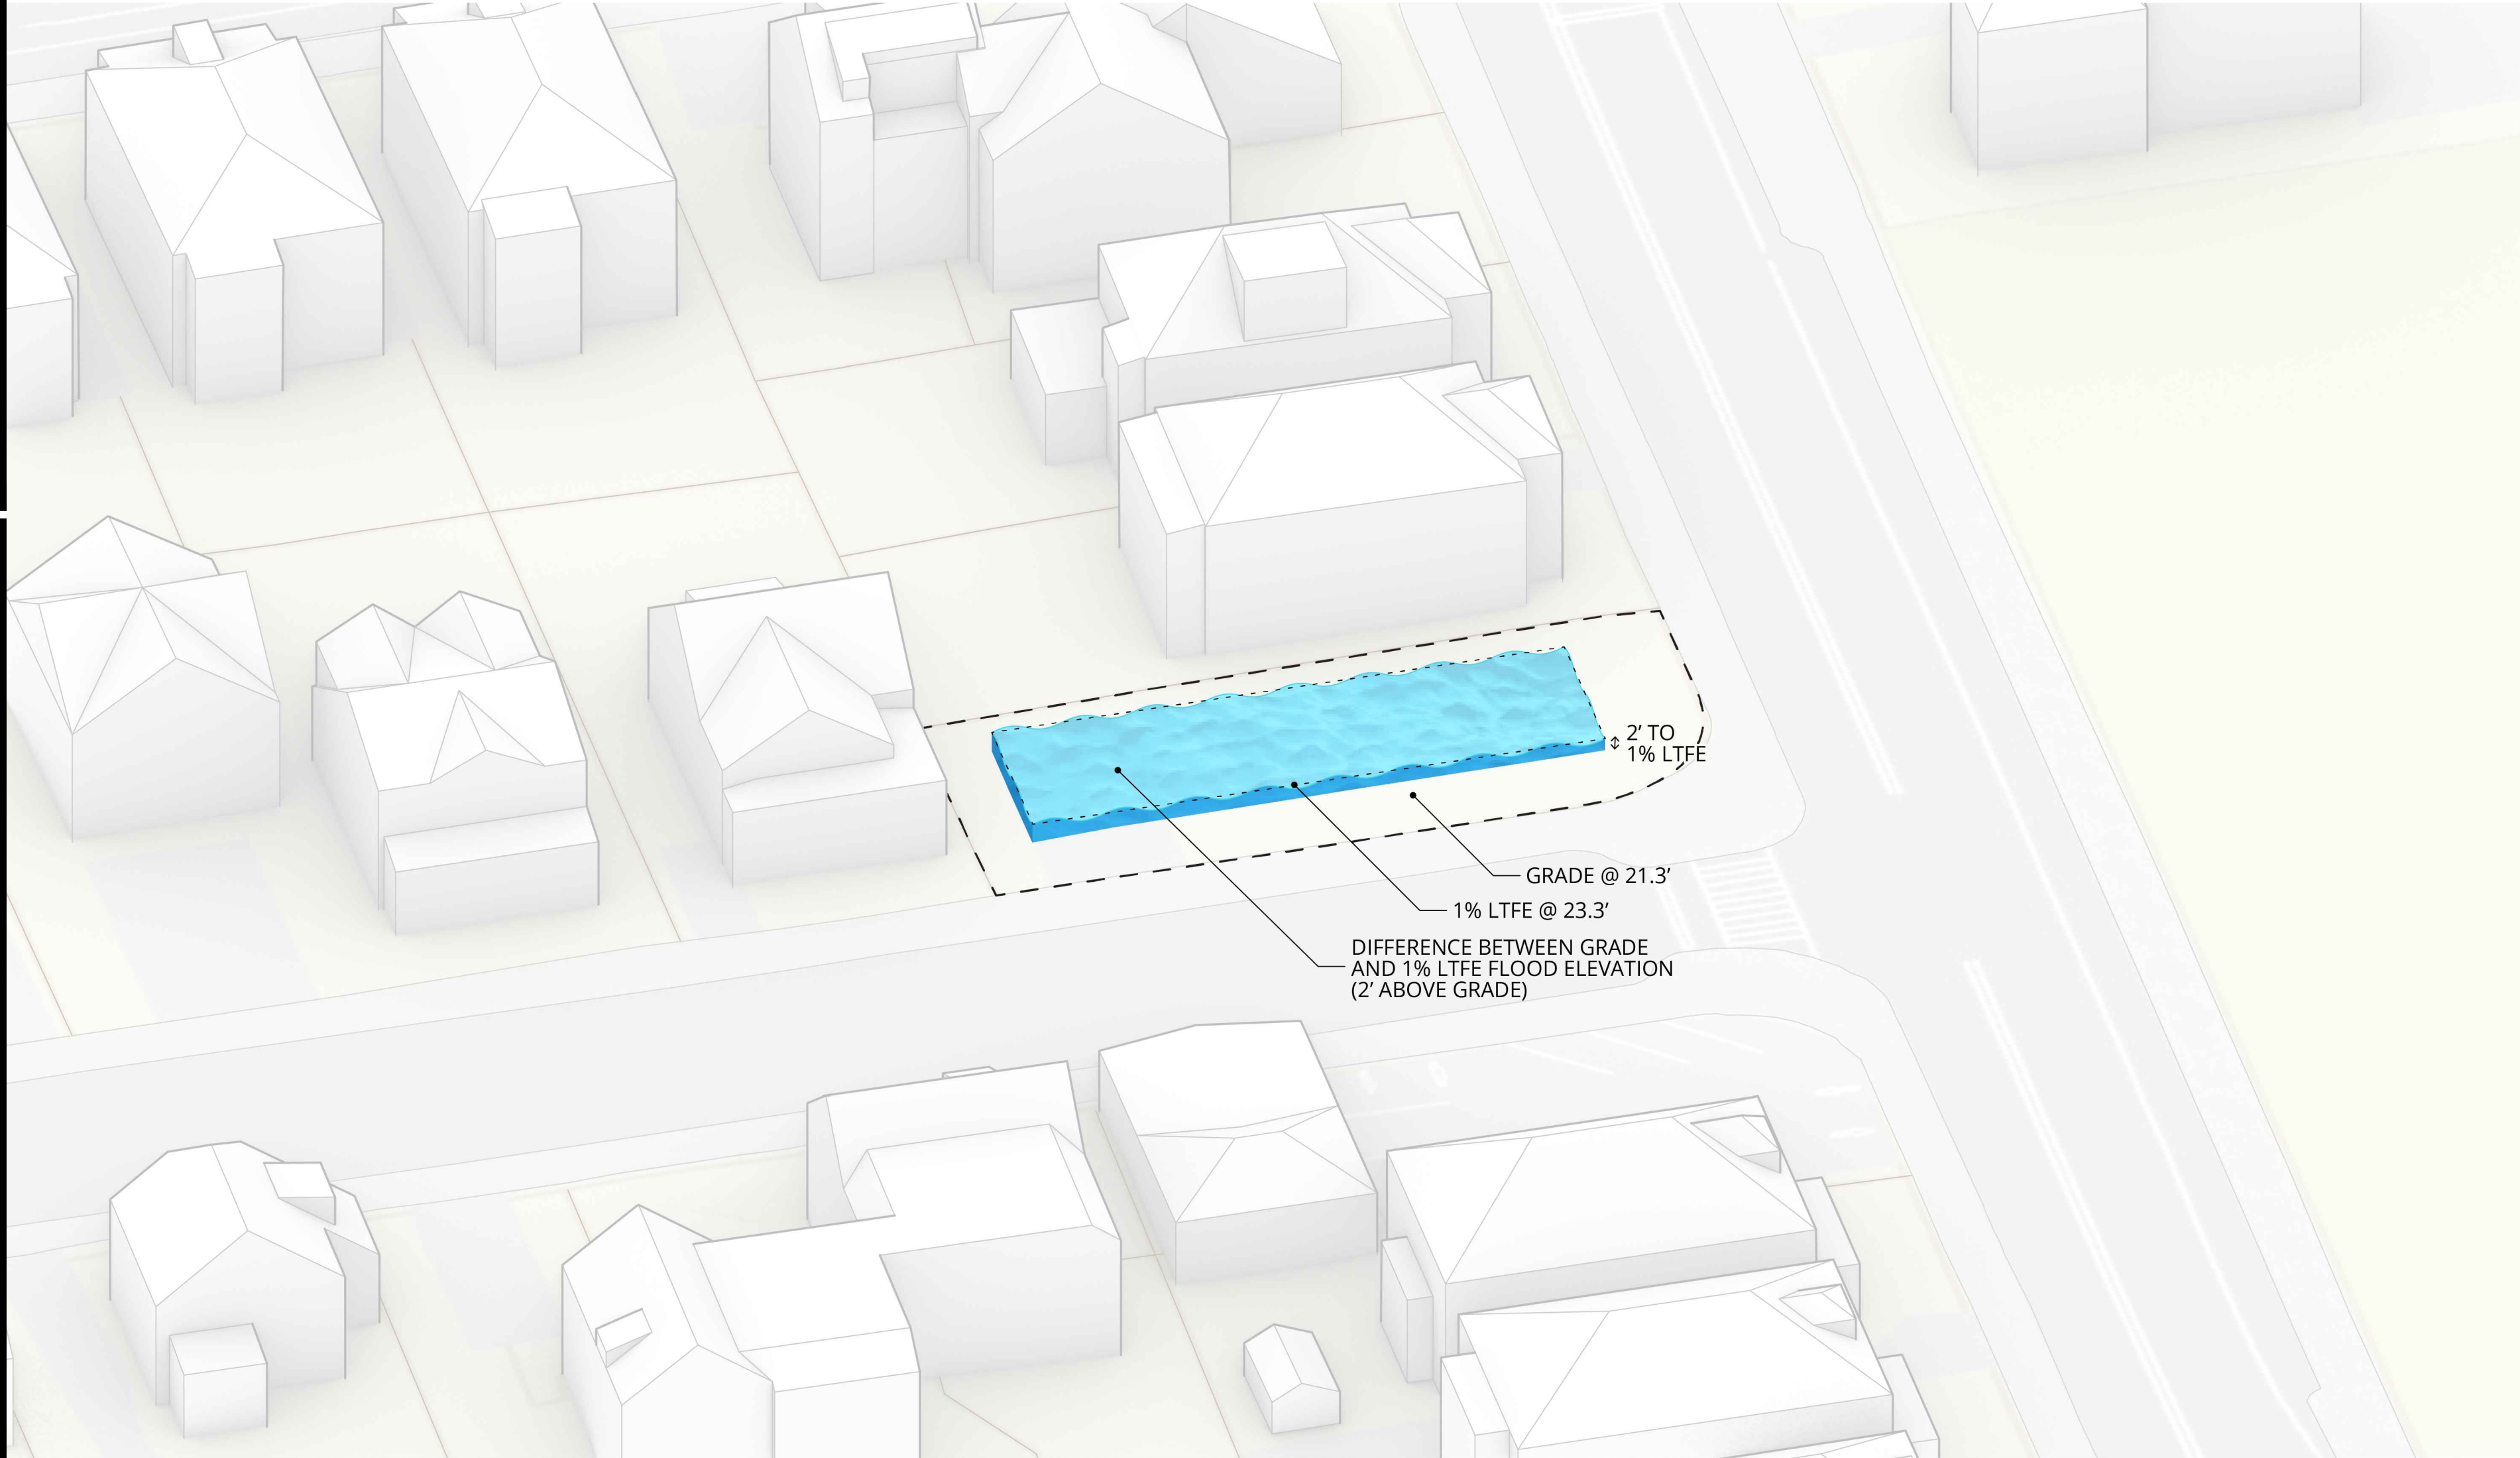 2’ TO
1% LTFE
GRADE @ 21.3’
1% LTFE @ 23.3’
DIFFERENCE BETWEEN GRADE
AND 1% LTFE FLOOD ELEVATION
(2’ ABOVE GRADE)